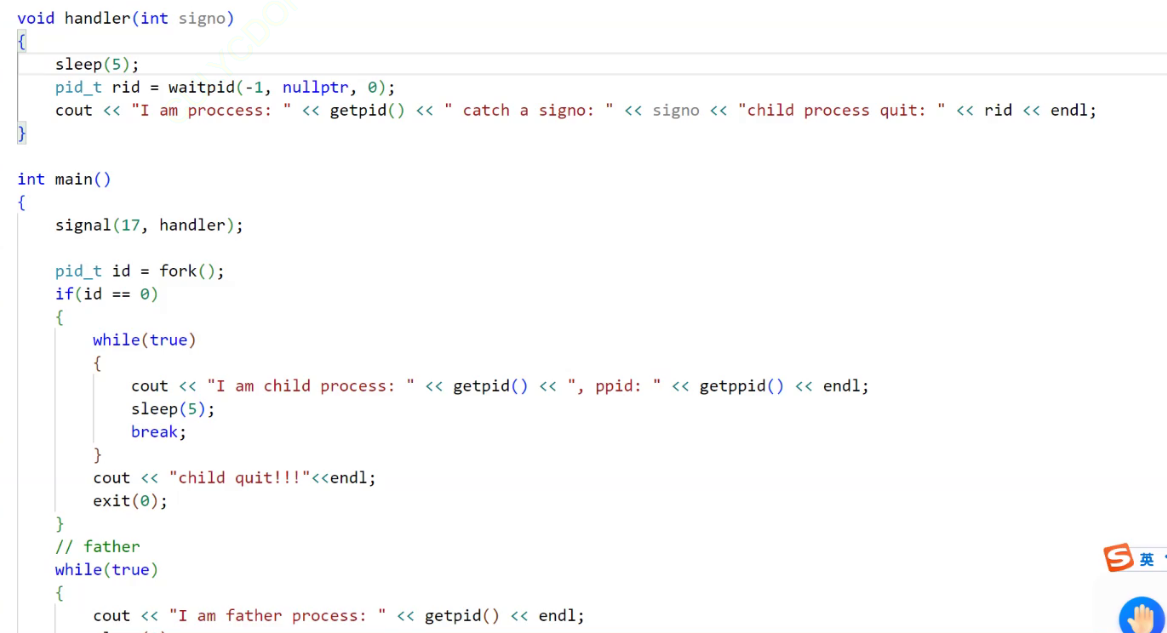 void handler(int signo)
{
    sleep(5);
    pid_t rid = waitpid(-1, nullptr, 0);
    cout << "I am proccess: " << getpid() << " catch a signo: " << signo << "child process quit: " << rid << endl;
}
int main()
{
    signal(17, handler);
    pid_t id = fork();
    if(id == 0)
    {
        while(true)
        {
            cout << "I am child process: " << getpid() << ", ppid: " << getppid() << endl;
            sleep(5);
            break;
        }
        cout << "child quit!!!"<<endl;
        exit(0);
    }
    // father
    while(true)
    {
        cout << "I am father process: " << getpid() << endl;
S 英